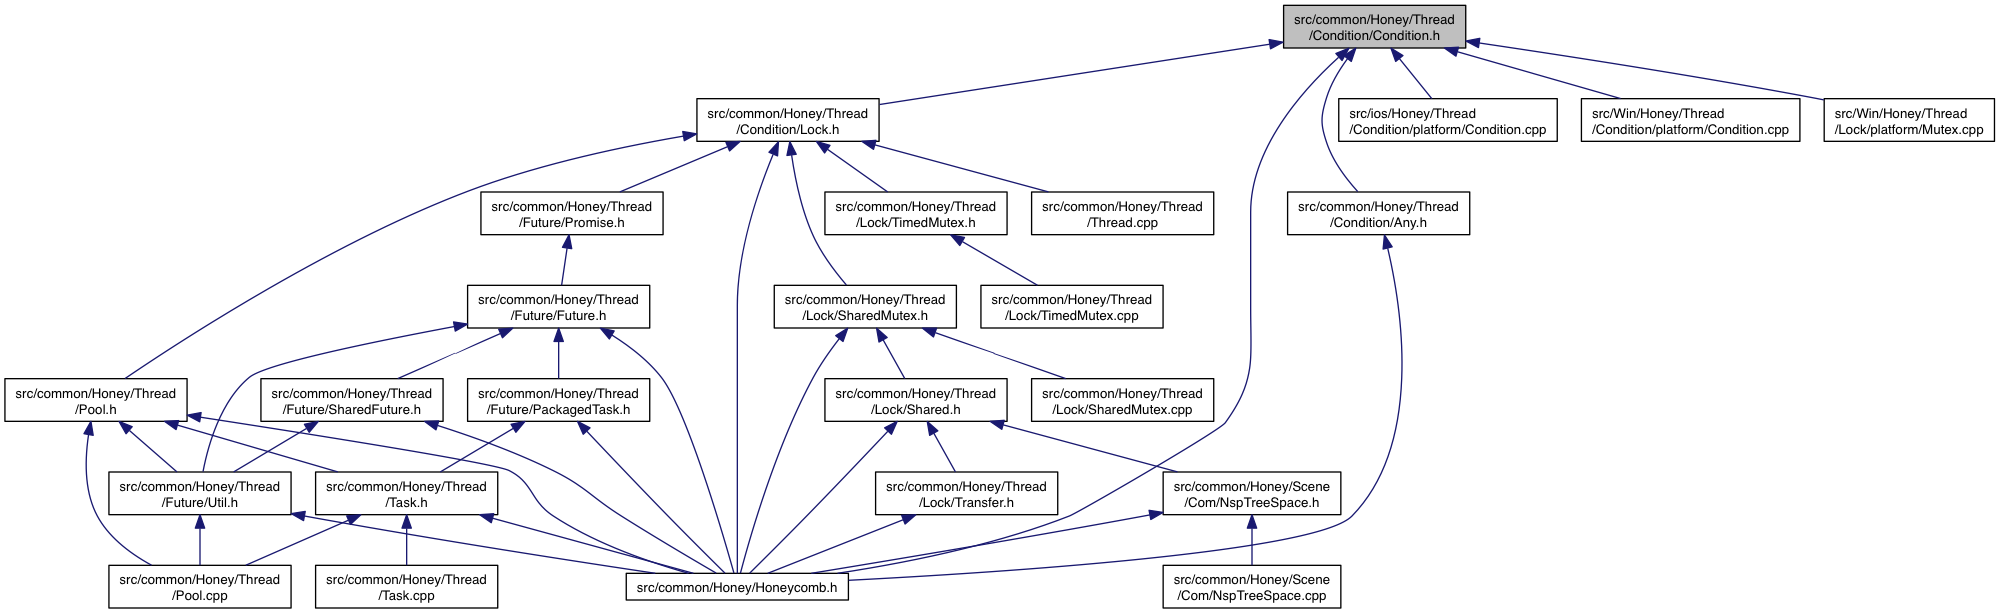 src/common/Honey/Thread
/Condition/Condition.h
src/common/Honey/Thread
/Condition/Lock.h
src/ios/Honey/Thread
/Condition/platform/Condition.cpp
src/Win/Honey/Thread
/Condition/platform/Condition.cpp
src/Win/Honey/Thread
/Lock/platform/Mutex.cpp
src/common/Honey/Thread
/Future/Promise.h
src/common/Honey/Thread
/Lock/TimedMutex.h
src/common/Honey/Thread
/Thread.cpp
src/common/Honey/Thread
/Condition/Any.h
src/common/Honey/Thread
/Future/Future.h
src/common/Honey/Thread
/Lock/SharedMutex.h
src/common/Honey/Thread
/Lock/TimedMutex.cpp
src/common/Honey/Thread
/Pool.h
src/common/Honey/Thread
/Future/SharedFuture.h
src/common/Honey/Thread
/Future/PackagedTask.h
src/common/Honey/Thread
/Lock/Shared.h
src/common/Honey/Thread
/Lock/SharedMutex.cpp
src/common/Honey/Thread
/Future/Util.h
src/common/Honey/Thread
/Task.h
src/common/Honey/Thread
/Lock/Transfer.h
src/common/Honey/Scene
/Com/NspTreeSpace.h
src/common/Honey/Thread
/Pool.cpp
src/common/Honey/Thread
/Task.cpp
src/common/Honey/Honeycomb.h
src/common/Honey/Scene
/Com/NspTreeSpace.cpp